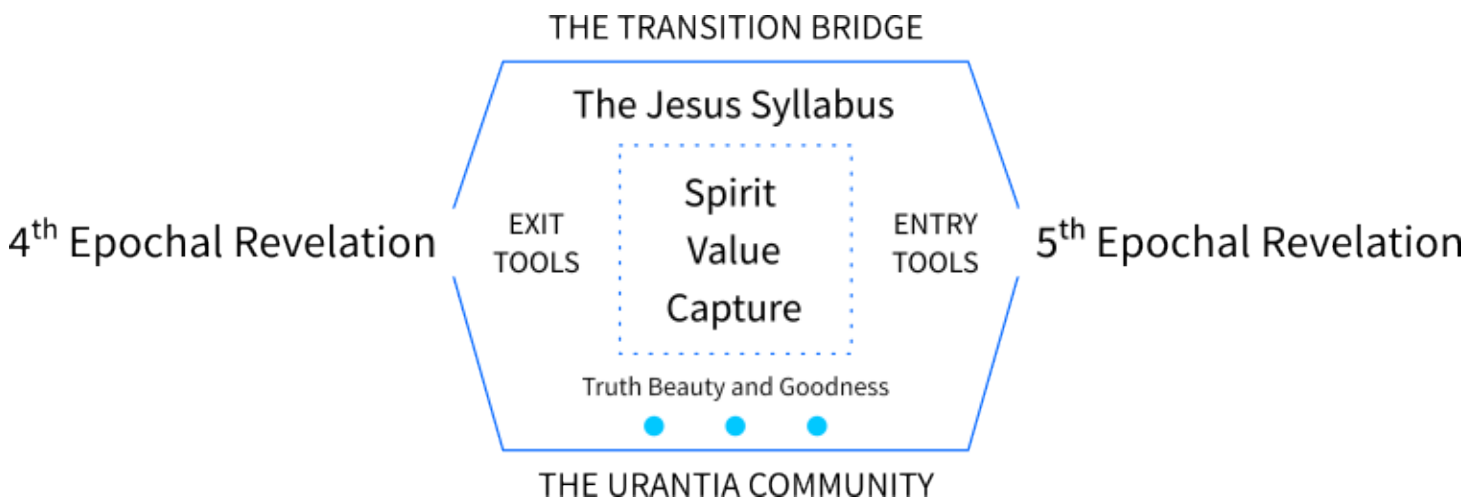 THE TRANSITION BRIDGE
The Jesus Syllabus
4th Epochal Revelation
EXIT
TOOLS
Spirit
Value
Capture
ENTRY
TOOLS
5th Epochal Revelation
Truth Beauty and Goodness
THE URANTIA COMMUNITY